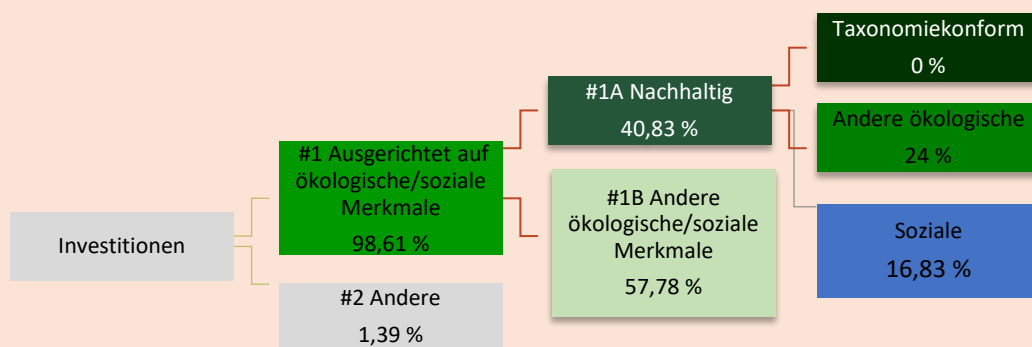 Investitionen
#1 Ausgerichtet auf
ökologische/soziale
Merkmale
98,61 %
#2 Andere
1,39 %
#1A Nachhaltig
40,83 %
#1B Andere
ökologische/soziale
Merkmale
57,78 %
Taxonomiekonform
0 %
Andere ökologische
24 %
Soziale
16,83 %